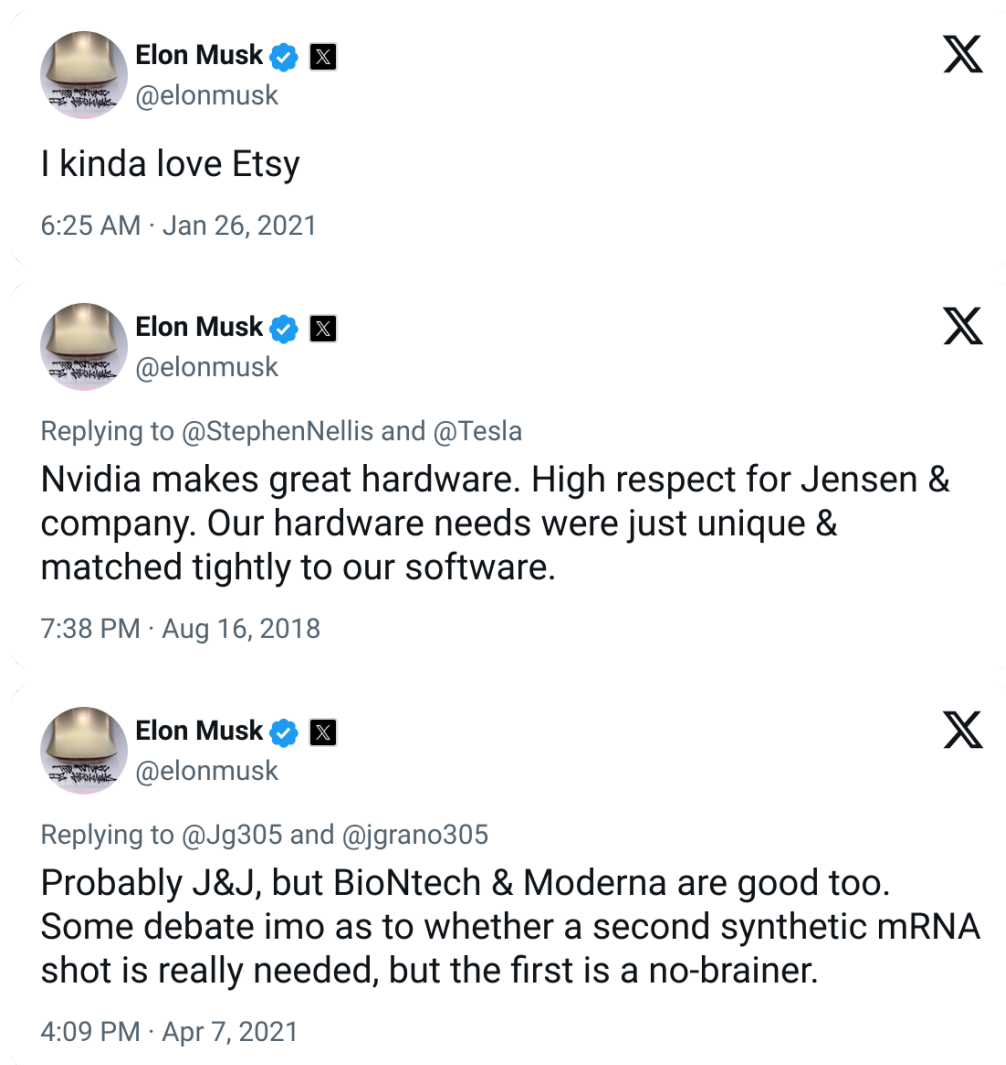 Elon Musk
@elonmusk
I kinda love Etsy
6:25 AM · Jan 26, 2021
Elon Musk
@elonmusk
Replying to @StephenNellis and @Tesla
Nvidia makes great hardware. High respect for Jensen &
company. Our hardware needs were just unique &
matched tightly to our software.
7:38 PM · Aug 16, 2018
Elon Musk
@elonmusk
Replying to @Jg305 and @jgrano305
Probably J&J, but BioNtech & Moderna are good too.
Some debate imo as to whether a second synthetic mRNA
shot is really needed, but the first is a no-brainer.
4:09 PM · Apr 7, 2021